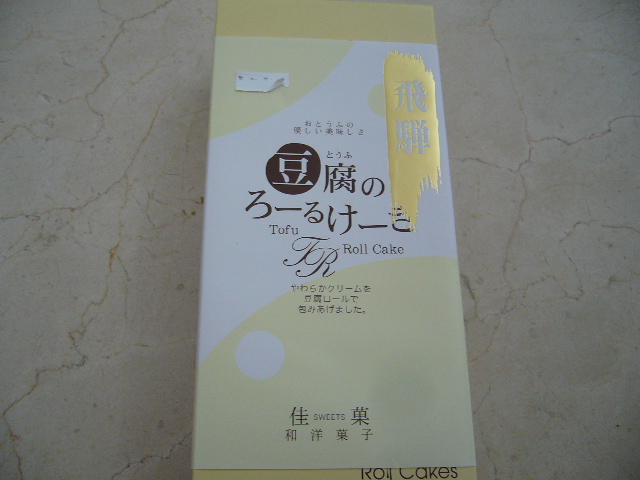 飛騨
おとうふの
優しい美味しさ
とうふ
豆腐の
ろーるけーき
Tofu
Roll Cake
TR
やわらかクリームを
豆腐ロールで
包みあげました。
佳 SWEETS 菓
和洋菓子
Roll Cakes